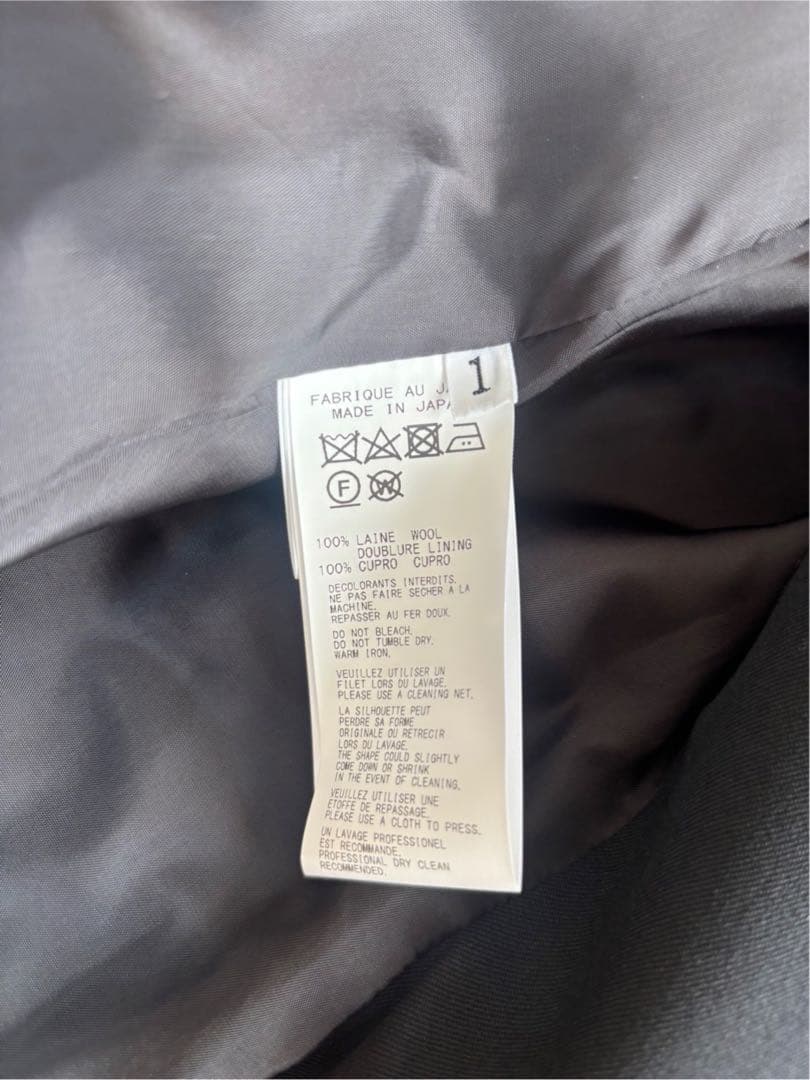 1
FABRIQUE AU
MADE IN
F
W
100% LAINE WOOL
DOUBLURE LINING
100% CUPRO CUPRO
DECOLORANTS INTERDITS.
NE PAS FAIRE SECHER A LA
MACHINE.
REPASSER AU FER DOUX.
DO NOT BLEACH.
DO NOT TUMBLE DRY.
WARM IRON.
VEUILLEZ UTILISER UN
FILET LORS DU LAVAGE.
PLEASE USE A CLEANING NET.
LA SILHOUETTE PEUT
PERDRE SA FORME
ORIGINALE OU RETRECIR
LORS DU LAVAGE.
THE SHAPE COULD SLIGHTLY
COME DOWN OR SHRINK
IN THE EVENT OF CLEANING.
VEUILLEZ UTILISER UNE
ETOFFE DE REPASSAGE.
PLEASE USE A CLOTH TO PRESS.
UN LAVAGE PROFESSIONEL
EST RECOMMANDE.
PROFESSIONAL DRY CLEAN
RECOMMENDED.